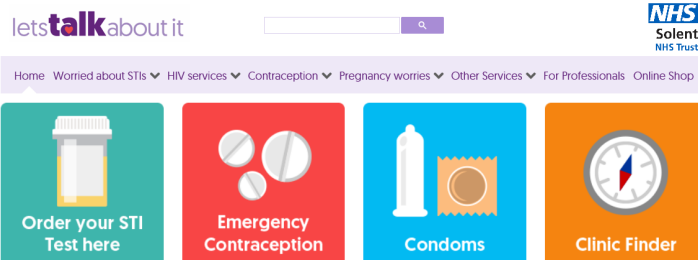 letstalkaboutit
NHS
Solent
NHS Trust
Home Worried about STIs HIV services Contraception Pregnancy worries Other Services For Professionals Online Shop
Order your STI
Test here
Emergency
Contraception
Condoms
Clinic Finder